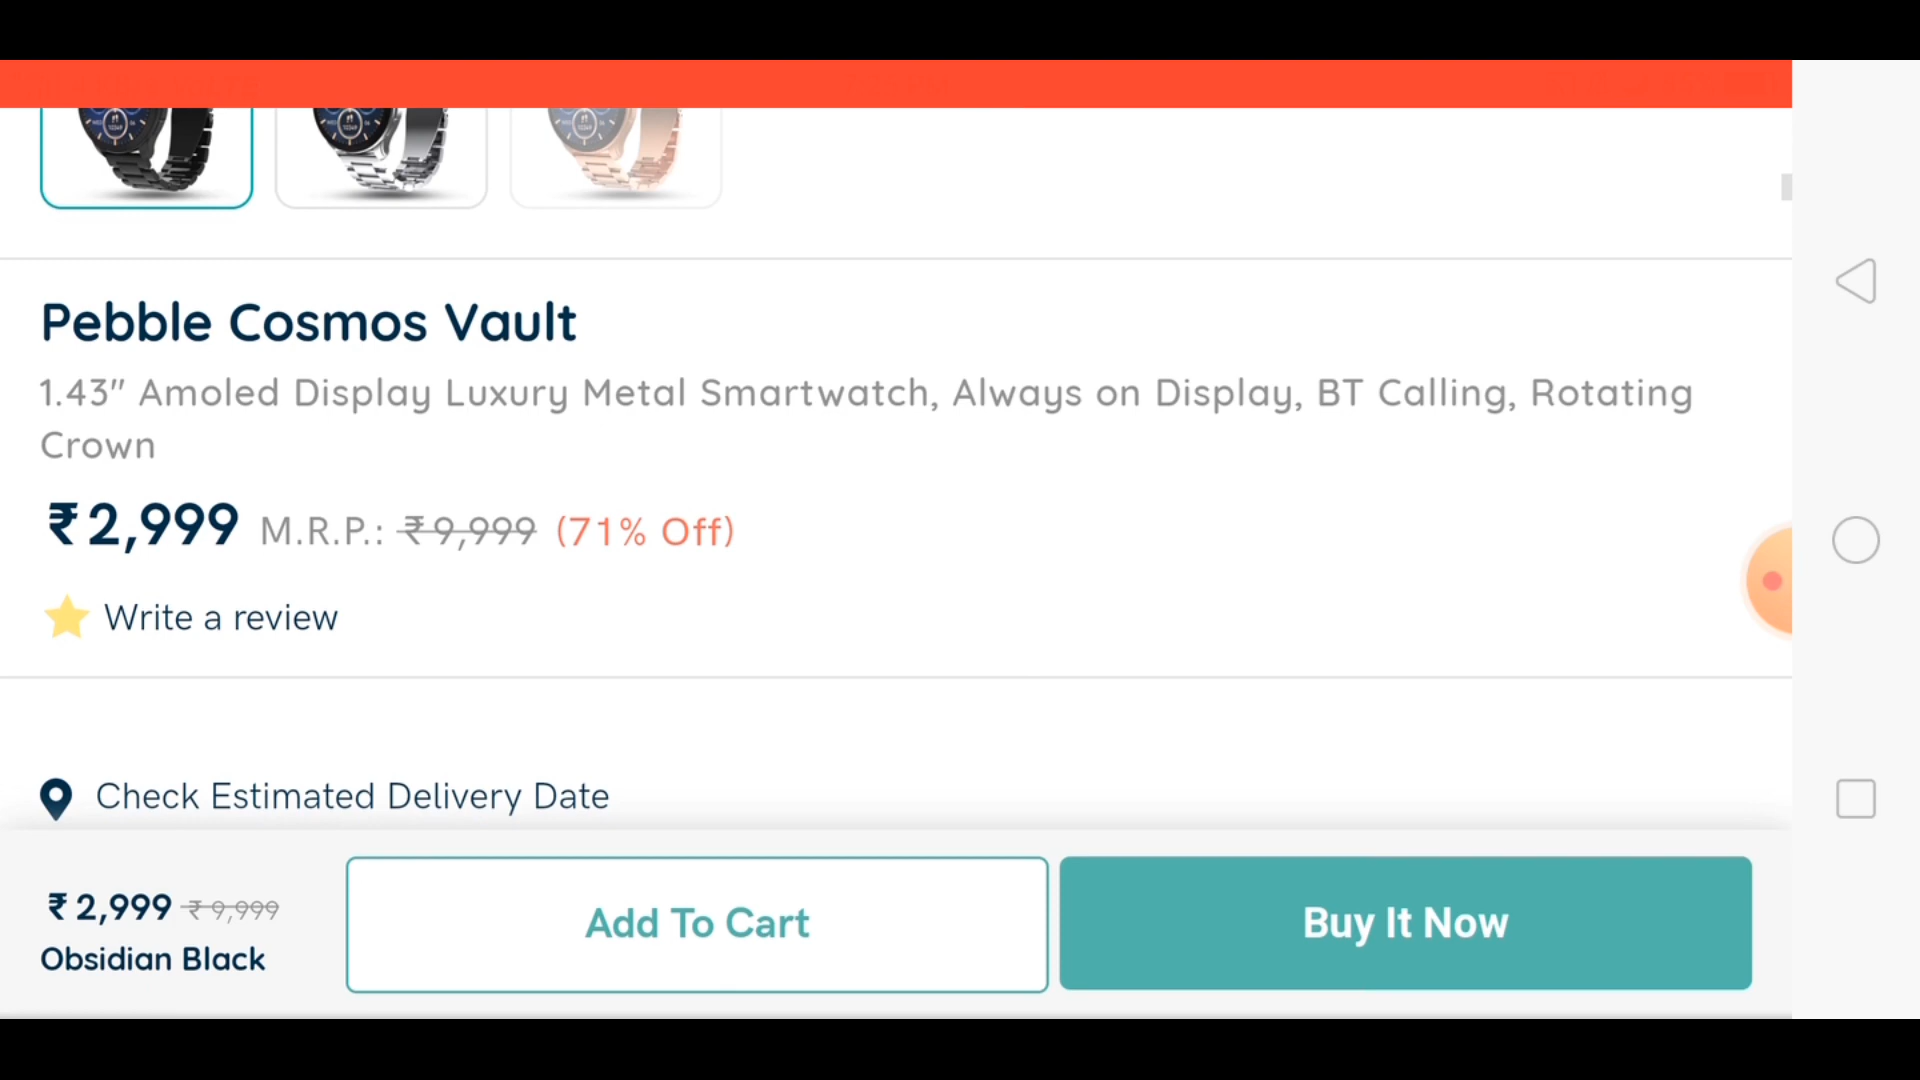 Pebble Cosmos Vault
1.43" Amoled Display Luxury Metal Smartwatch, Always on Display, BT Calling, Rotating
Crown
₹2,999 M.R.P.: ₹9,999 (71% Off)
Write a review
Check Estimated Delivery Date
₹2,999 ₹9,999
Obsidian Black
Add To Cart
Buy It Now